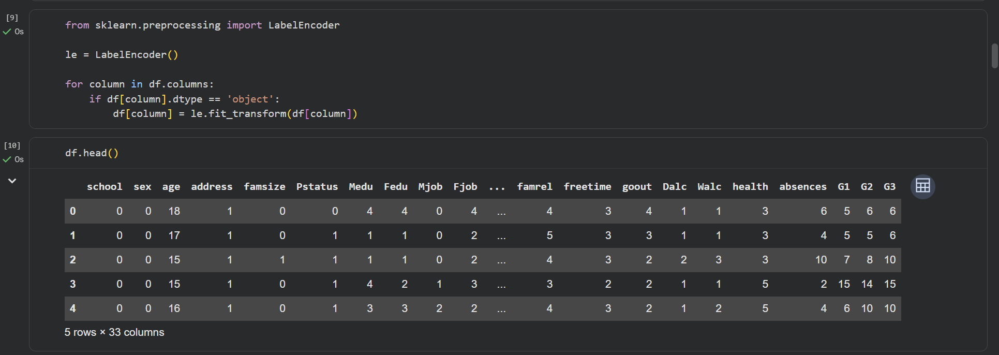 [9]
0s
from sklearn.preprocessing import LabelEncoder
le = LabelEncoder()
for column in df.columns:
    if df[column].dtype == 'object':
        df[column] = le.fit_transform(df[column])
[10]
0s
df.head()
school sex age address famsize Pstatus Medu Fedu Mjob Fjob ... famrel freetime goout Dalc Walc health absences G1 G2 G3
0 0 0 18 1 0 0 4 4 0 4 ... 4 3 4 1 1 3 6 5 6 6
1 0 0 17 1 0 1 1 1 0 2 ... 5 3 3 1 1 3 4 5 5 6
2 0 0 15 1 1 1 1 1 0 2 ... 4 3 2 2 3 3 10 7 8 10
3 0 0 15 1 0 1 4 2 1 3 ... 3 2 2 1 1 5 2 15 14 15
4 0 0 16 1 0 1 3 3 2 2 ... 4 3 2 1 2 5 4 6 10 10
5 rows × 33 columns